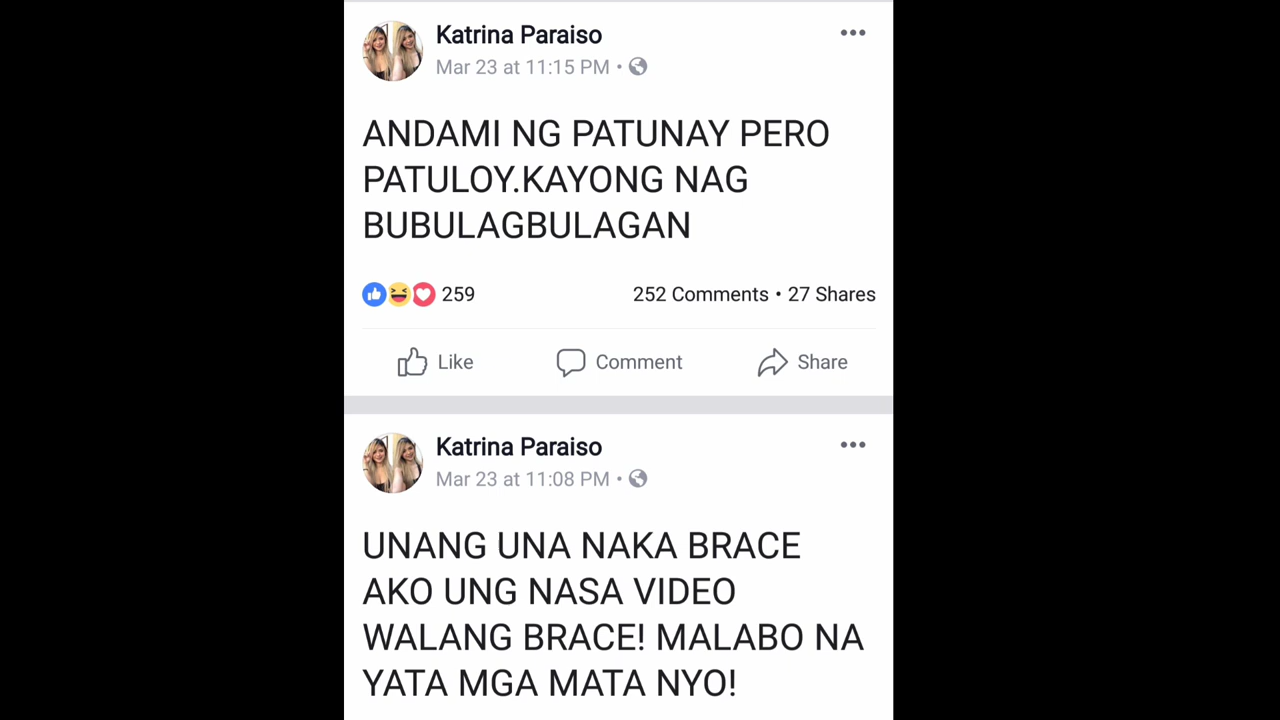 Katrina Paraiso
Mar 23 at 11:15 PM •
ANDAMI NG PATUNAY PERO
PATULOY.KAYONG NAG
BUBULAGBULAGAN
259 252 Comments • 27 Shares
Like Comment Share
Katrina Paraiso
Mar 23 at 11:08 PM •
UNANG UNA NAKA BRACE
AKO UNG NASA VIDEO
WALANG BRACE! MALABO NA
YATA MGA MATA NYO!